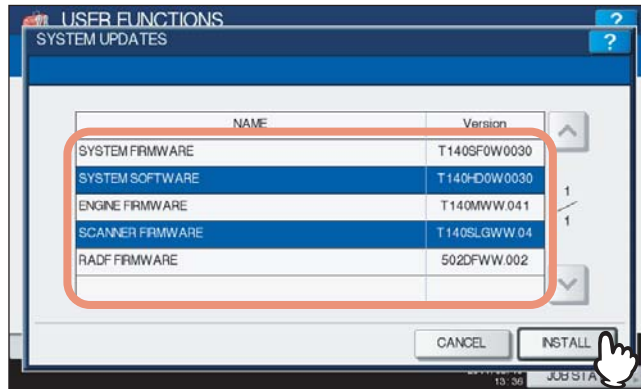 USER FUNCTIONS
?
SYSTEM UPDATES
?
NAME Version
SYSTEM FIRMWARE T140SF0W0030
SYSTEM SOFTWARE T140HD0W0030
ENGINE FIRMWARE T140MWW.041
SCANNER FIRMWARE T140SLGWW.04
RADF FIRMWARE 502DFWW.002
1
1
CANCEL INSTALL
13:36 JOB STA